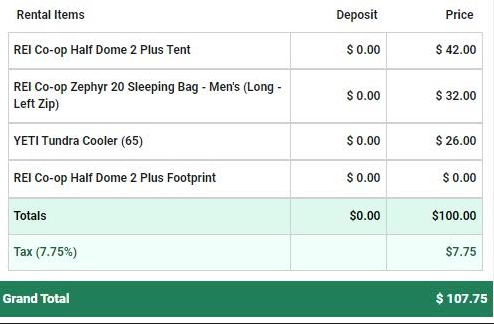 Rental Items Deposit Price
REI Co-op Half Dome 2 Plus Tent $ 0.00 $ 42.00
REI Co-op Zephyr 20 Sleeping Bag - Men's (Long -
Left Zip) $ 0.00 $ 32.00
YETI Tundra Cooler (65) $ 0.00 $ 26.00
REI Co-op Half Dome 2 Plus Footprint $ 0.00 $ 0.00
Totals $0.00 $100.00
Tax (7.75%) $7.75
Grand Total $ 107.75